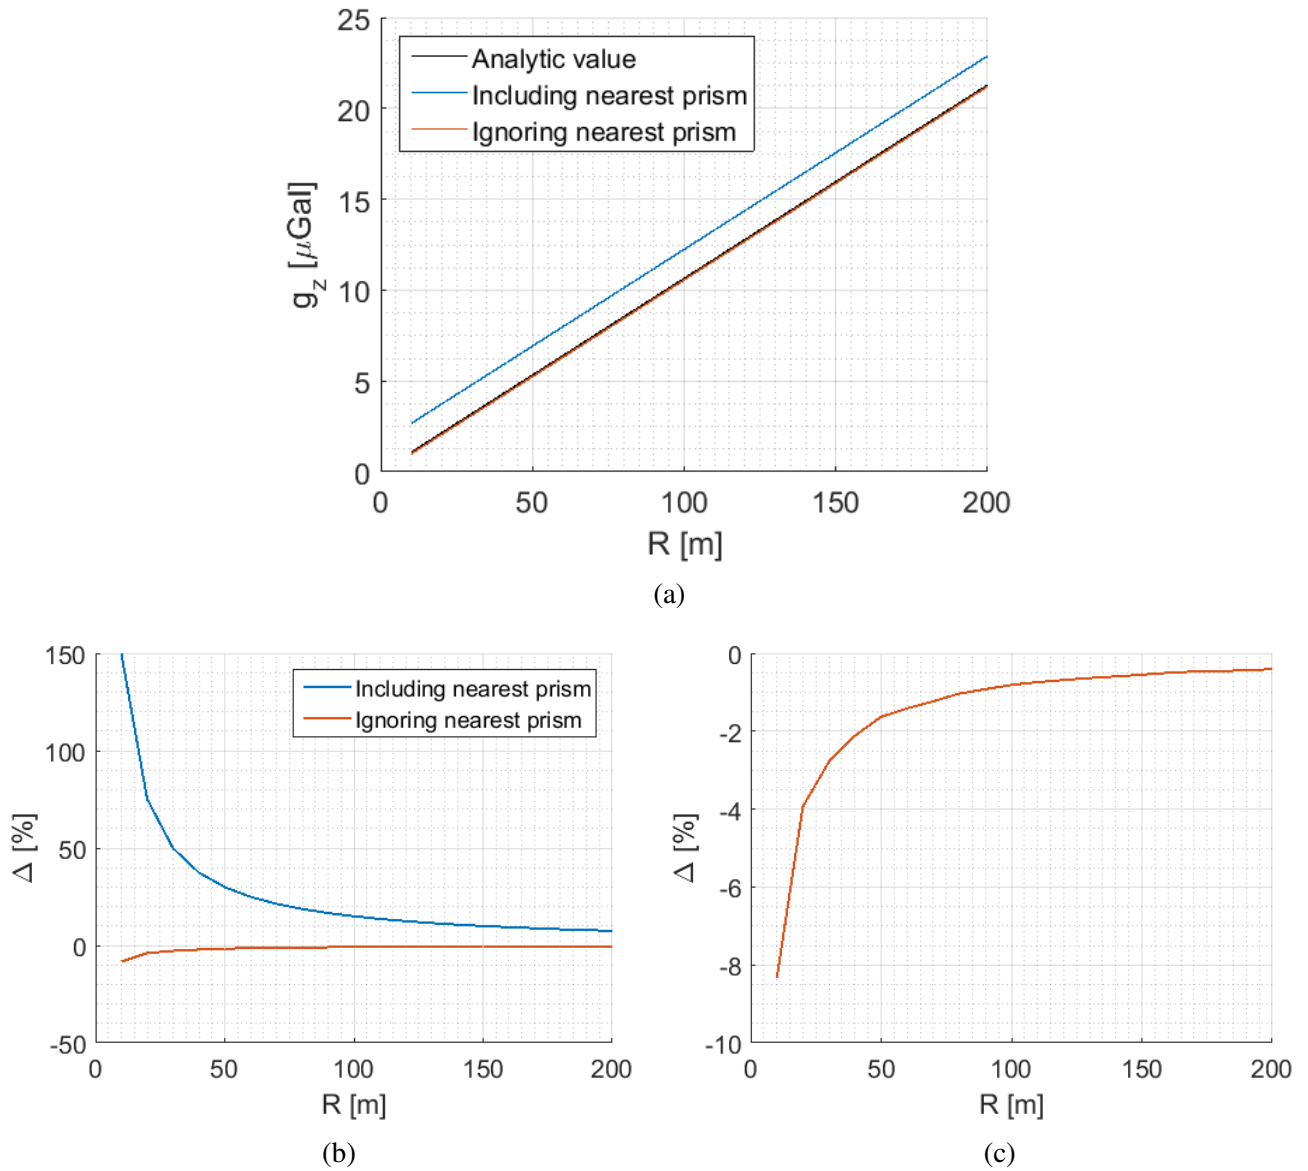 25
20
15
10
5
0
g_z [μGal]
Analytic value
Including nearest prism
Ignoring nearest prism
0 50 100 150 200
R [m]
(a)
150
100
50
0
-50
Δ [%]
Including nearest prism
Ignoring nearest prism
0 50 100 150 200
R [m]
(b)
0
-2
-4
-6
-8
-10
Δ [%]
0 50 100 150 200
R [m]
(c)